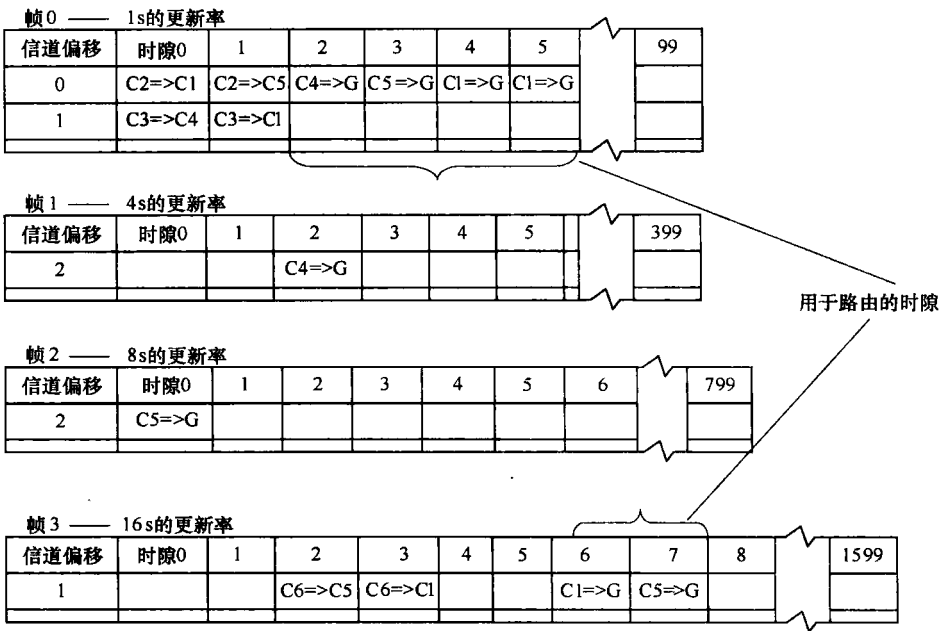 帧0 —— 1s的更新率
信道偏移 时隙0 1 2 3 4 5 99
0 C2=>C1 C2=>C5 C4=>G C5=>G C1=>G C1=>G
1 C3=>C4 C3=>C1
帧1 —— 4s的更新率
信道偏移 时隙0 1 2 3 4 5 399
2 C4=>G
用于路由的时隙
帧2 —— 8s的更新率
信道偏移 时隙0 1 2 3 4 5 6 799
2 C5=>G
帧3 —— 16s的更新率
信道偏移 时隙0 1 2 3 4 5 6 7 8 1599
1 C6=>C5 C6=>C1 C1=>G C5=>G